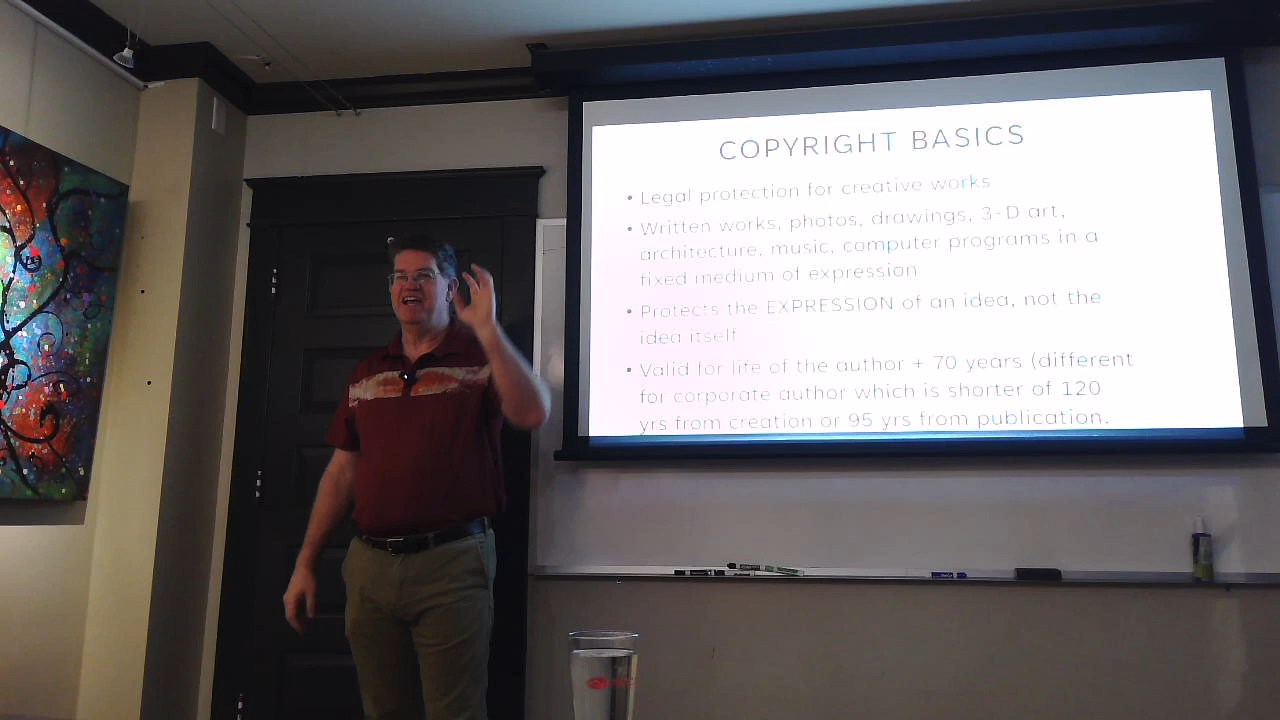 COPYRIGHT BASICS
• Legal protection for creative works
• Written works, photos, drawings, 3-D art,
architecture, music, computer programs in a
fixed medium of expression
• Protects the EXPRESSION of an idea, not the
idea itself
• Valid for life of the author + 70 years (different
for corporate author which is shorter of 120
yrs from creation or 95 yrs from publication.